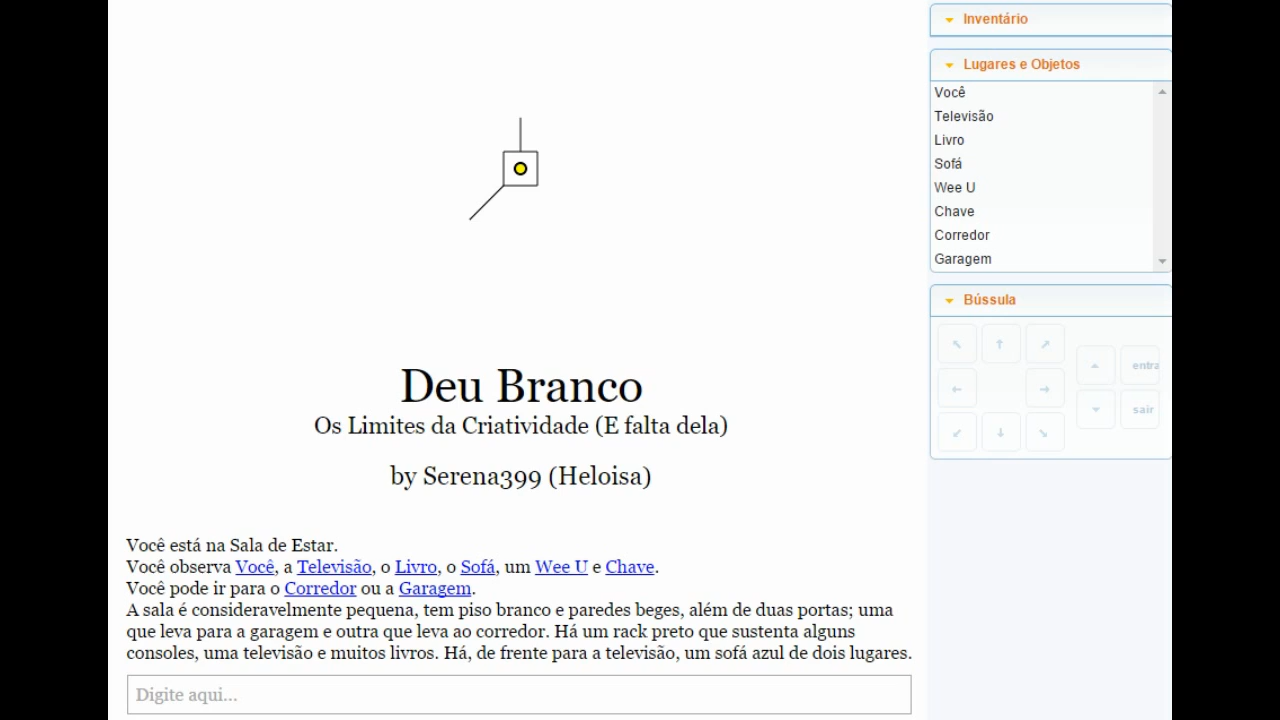 Inventário
Lugares e Objetos
Você
Televisão
Livro
Sofá
Wee U
Chave
Corredor
Garagem
Bússula
entra
sair
Deu Branco
Os Limites da Criatividade (E falta dela)
by Serena399 (Heloisa)
Você está na Sala de Estar.
Você observa Você, a Televisão, o Livro, o Sofá, um Wee U e Chave.
Você pode ir para o Corredor ou a Garagem.
A sala é consideravelmente pequena, tem piso branco e paredes beges, além de duas portas; uma
que leva para a garagem e outra que leva ao corredor. Há um rack preto que sustenta alguns
consoles, uma televisão e muitos livros. Há, de frente para a televisão, um sofá azul de dois lugares.
Digite aqui...